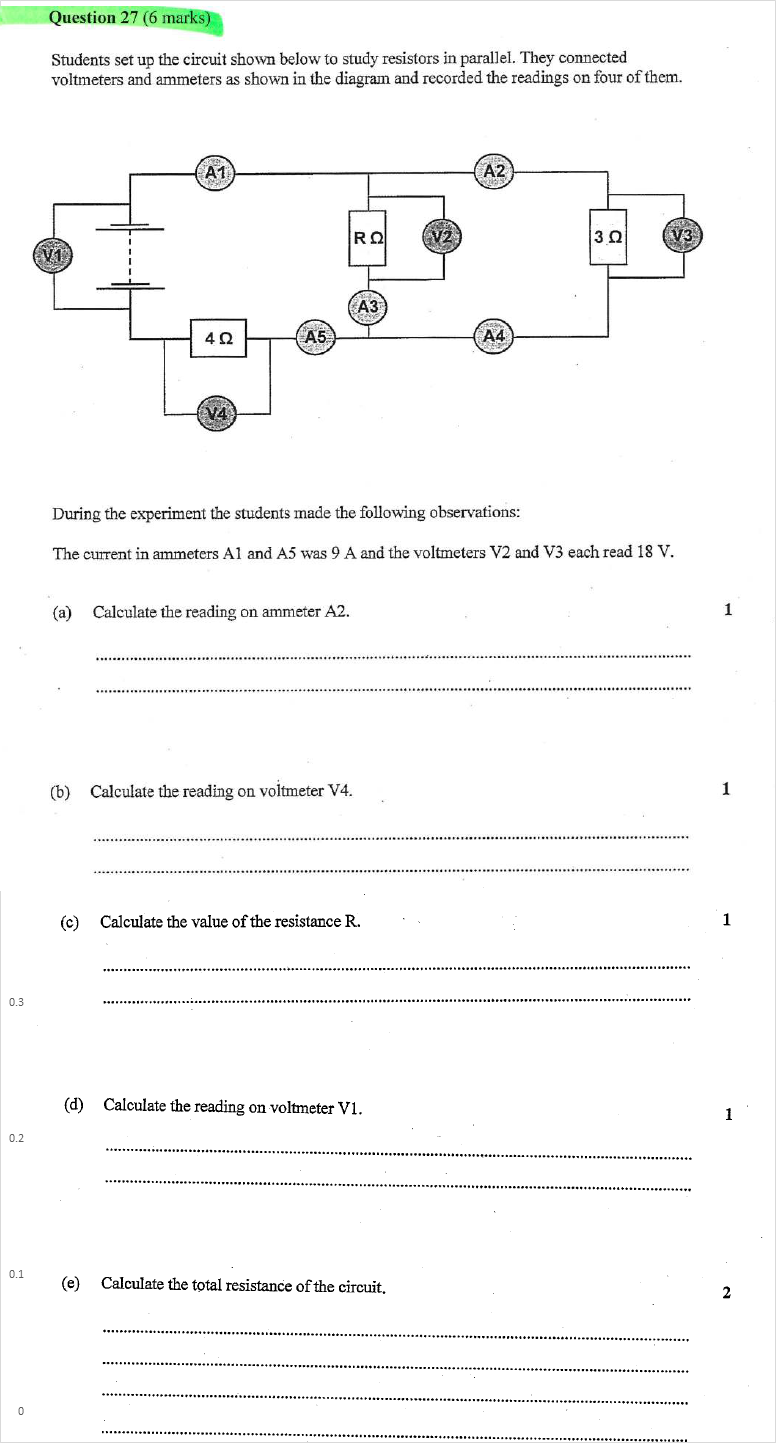 Question 27 (6 marks)
Students set up the circuit shown below to study resistors in parallel. They connected
voltmeters and ammeters as shown in the diagram and recorded the readings on four of them.
A1
A2
V1
R Ω
V2
3 Ω
V3
A3
4 Ω
A5
A4
V4
During the experiment the students made the following observations:
The current in ammeters A1 and A5 was 9 A and the voltmeters V2 and V3 each read 18 V.
(a) Calculate the reading on ammeter A2. 1
(b) Calculate the reading on voltmeter V4. 1
(c) Calculate the value of the resistance R. 1
0.3
(d) Calculate the reading on voltmeter V1. 1
0.2
0.1
(e) Calculate the total resistance of the circuit. 2
0